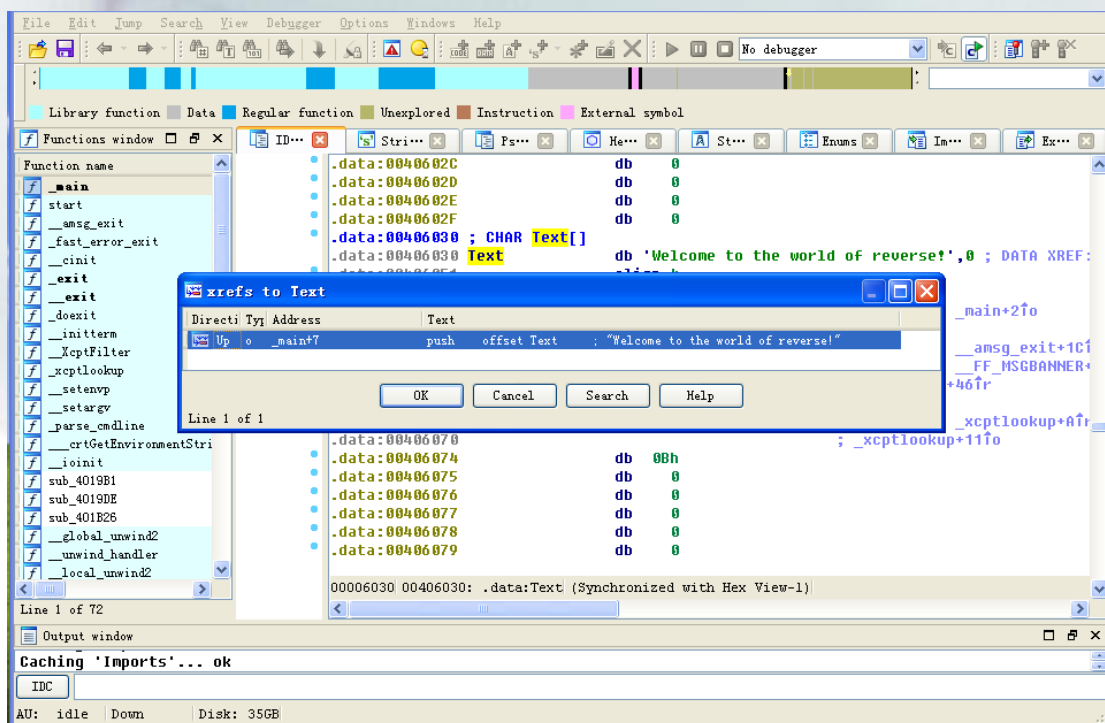 File Edit Jump Search View Debugger Options Windows Help
No debugger
Library function Data Regular function Unexplored Instruction External symbol
Functions window
ID··· Stri··· Ps··· He··· St··· Enums Im··· Ex···
Function name
_main
start
__amsg_exit
_fast_error_exit
__cinit
_exit
__exit
_doexit
__initterm
__XcptFilter
_xcptlookup
__setenvp
__setargv
_parse_cmdline
___crtGetEnvironmentStri
__ioinit
sub_4019B1
sub_4019DE
sub_401B26
__global_unwind2
__unwind_handler
__local_unwind2
Line 1 of 72
.data:0040602C db 0
.data:0040602D db 0
.data:0040602E db 0
.data:0040602F db 0
.data:00406030 ; CHAR Text[]
.data:00406030 Text db 'Welcome to the world of reverse!',0 ; DATA XREF:
xrefs to Text
Directi Typ Address Text
Up o _main+7 push offset Text ; "Welcome to the world of reverse!"
OK Cancel Search Help
Line 1 of 1
_main+2↑o
__amsg_exit+1C↑
__FF_MSGBANNER+
+46↑r
_xcptlookup+A↑r
.data:00406070 ; _xcptlookup+11↑o
.data:00406074 db 0Bh
.data:00406075 db 0
.data:00406076 db 0
.data:00406077 db 0
.data:00406078 db 0
.data:00406079 db 0
00006030 00406030: .data:Text (Synchronized with Hex View-1)
Output window
Caching 'Imports'... ok
IDC
AU: idle Down Disk: 35GB